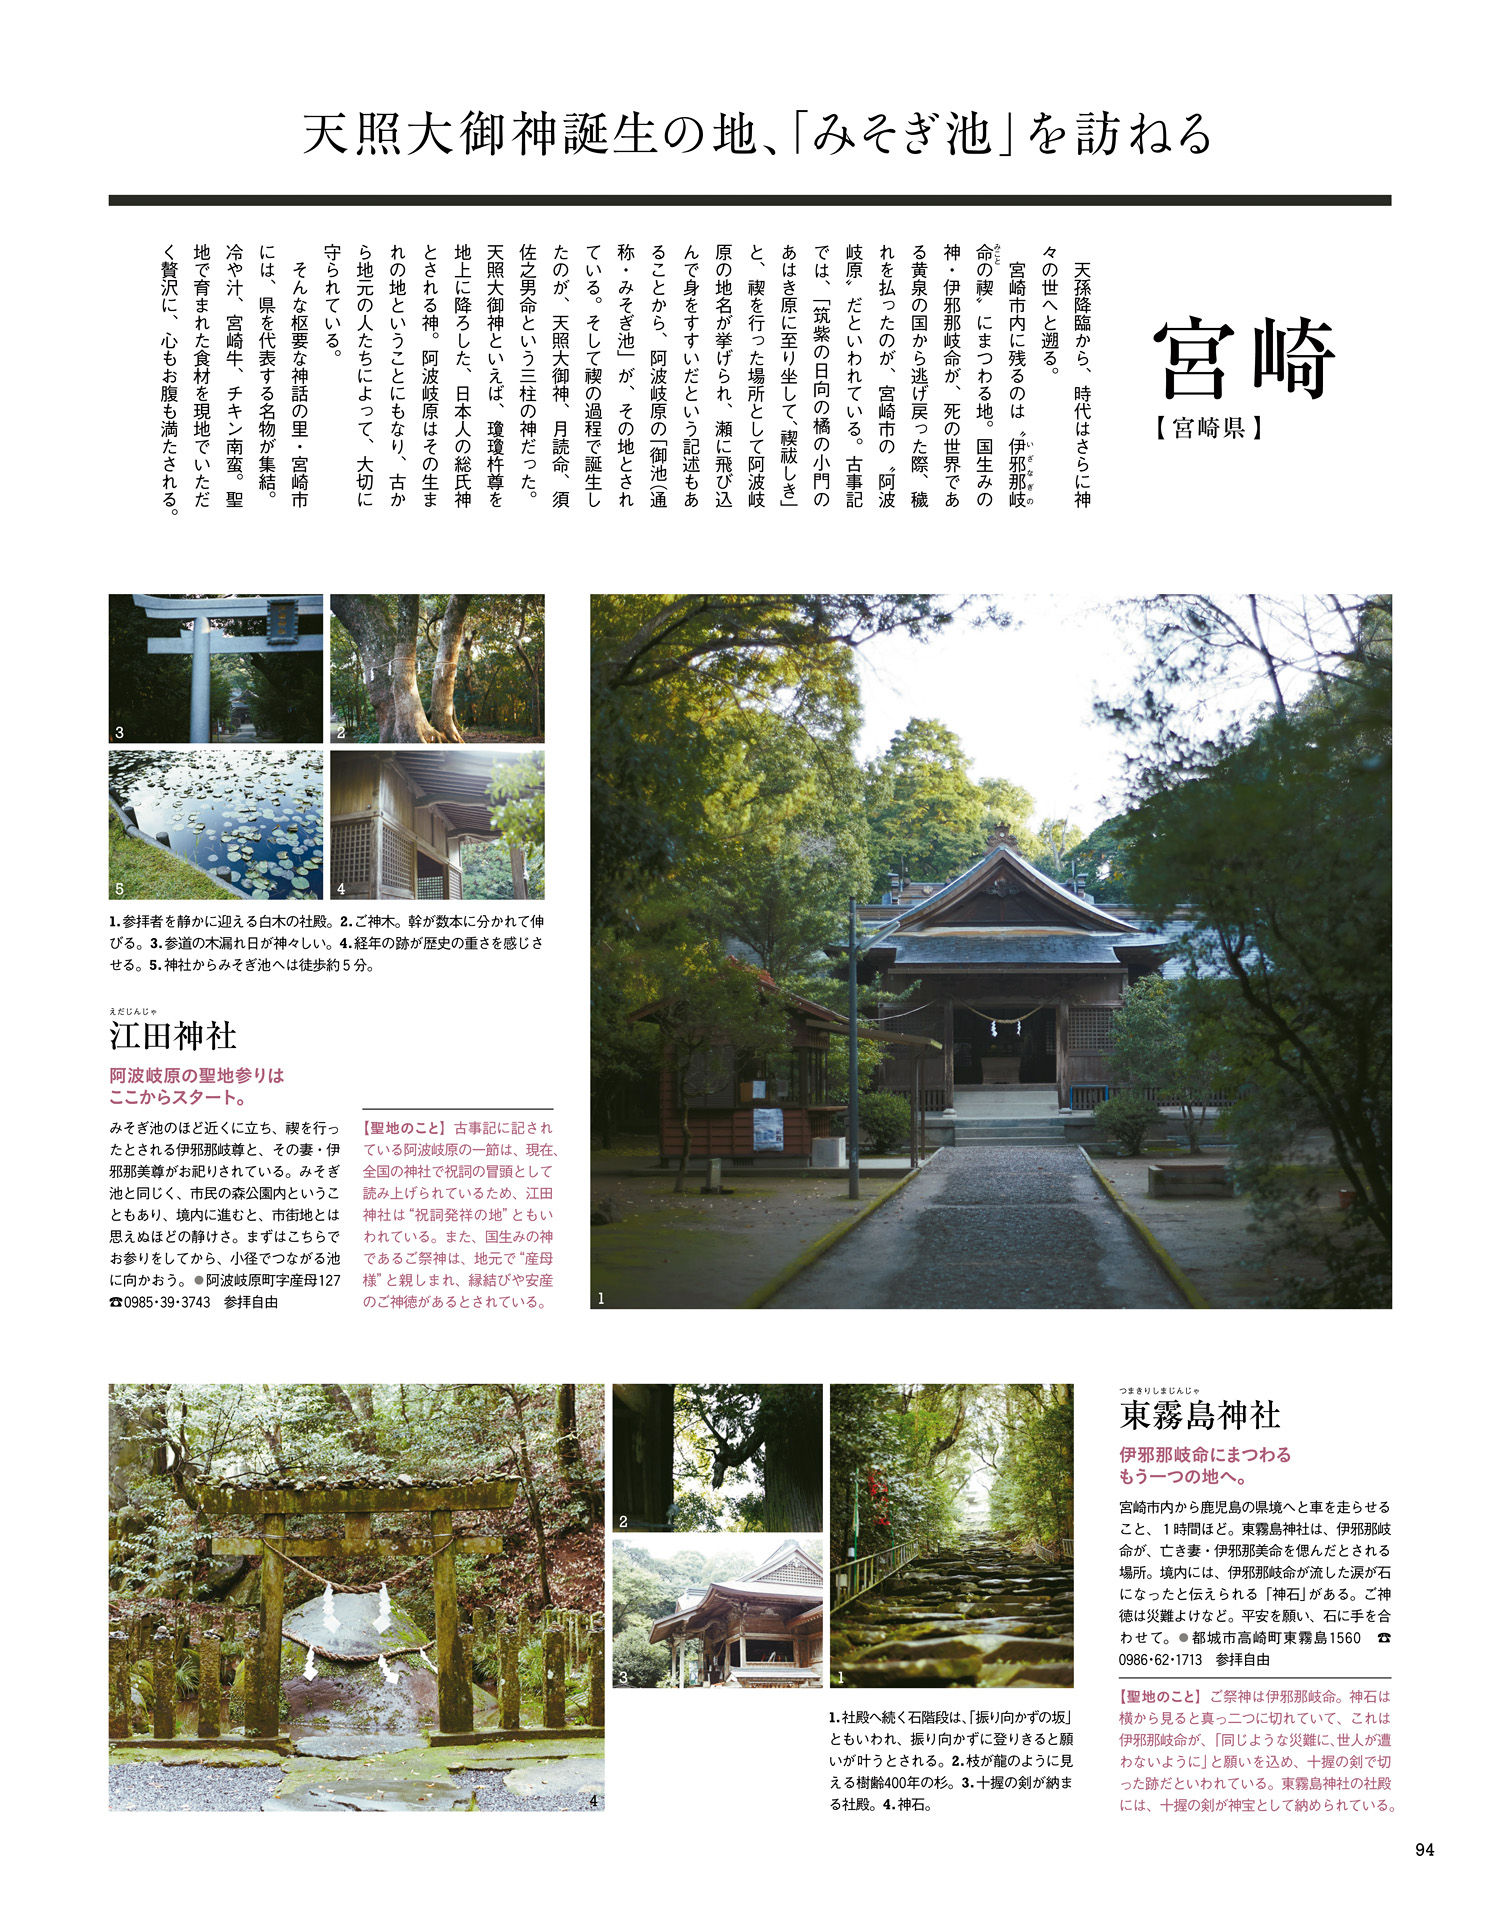 天照大御神誕生の地、「みそぎ池」を訪ねる
宮崎
【宮崎県】
天孫降臨から、時代はさらに神
々の世へと遡る。
宮崎市内に残るのは〝伊邪那岐
いざなぎの
命の禊〟にまつわる地。国生みの
みこと
神・伊邪那岐命が、死の世界であ
る黄泉の国から逃げ戻った際、穢
れを払ったのが、宮崎市の〝阿波
岐原〟だといわれている。古事記
では、「筑紫の日向の橘の小門の
あはき原に至り坐して、禊祓しき」
と、禊を行った場所として阿波岐
原の地名が挙げられ、瀬に飛び込
んで身をすすいだという記述もあ
ることから、阿波岐原の「御池（通
称・みそぎ池」が、その地とされ
ている。そして禊の過程で誕生し
たのが、天照大御神、月読命、須
佐之男命という三柱の神だった。
天照大御神といえば、瓊瓊杵尊を
地上に降ろした、日本人の総氏神
とされる神。阿波岐原はその生ま
れの地ということにもなり、古か
ら地元の人たちによって、大切に
守られている。
そんな枢要な神話の里・宮崎市
には、県を代表する名物が集結。
冷や汁、宮崎牛、チキン南蛮。聖
地で育まれた食材を現地でいただ
く贅沢に、心もお腹も満たされる。
3
2
5
4
1
1.参拝者を静かに迎える白木の社殿。2.ご神木。幹が数本に分かれて伸
びる。3.参道の木漏れ日が神々しい。4.経年の跡が歴史の重さを感じさ
せる。5.神社からみそぎ池へは徒歩約5分。
えだじんじゃ
江田神社
阿波岐原の聖地参りは
ここからスタート。
みそぎ池のほど近くに立ち、禊を行っ
たとされる伊邪那岐尊と、その妻・伊
邪那美尊がお祀りされている。みそぎ
池と同じく、市民の森公園内というこ
ともあり、境内に進むと、市街地とは
思えぬほどの静けさ。まずはこちらで
お参りをしてから、小径でつながる池
に向かおう。●阿波岐原町字産母127
☎0985・39・3743　参拝自由
【聖地のこと】古事記に記され
ている阿波岐原の一節は、現在、
全国の神社で祝詞の冒頭として
読み上げられているため、江田
神社は“祝詞発祥の地”ともい
われている。また、国生みの神
であるご祭神は、地元で“産母
様”と親しまれ、縁結びや安産
のご神徳があるとされている。
4
2
3
1
1.社殿へ続く石階段は、「振り向かずの坂」
ともいわれ、振り向かずに登りきると願
いが叶うとされる。2.枝が龍のように見
える樹齢400年の杉。3.十握の剣が納ま
る社殿。4.神石。
つまきりしまじんじゃ
東霧島神社
伊邪那岐命にまつわる
もう一つの地へ。
宮崎市内から鹿児島の県境へと車を走らせる
こと、1時間ほど。東霧島神社は、伊邪那岐
命が、亡き妻・伊邪那美命を偲んだとされる
場所。境内には、伊邪那岐命が流した涙が石
になったと伝えられる「神石」がある。ご神
徳は災難よけなど。平安を願い、石に手を合
わせて。●都城市高崎町東霧島1560　☎
0986・62・1713　参拝自由
【聖地のこと】ご祭神は伊邪那岐命。神石は
横から見ると真っ二つに切れていて、これは
伊邪那岐命が、「同じような災難に、世人が遭
わないように」と願いを込め、十握の剣で切
った跡だといわれている。東霧島神社の社殿
には、十握の剣が神宝として納められている。
94